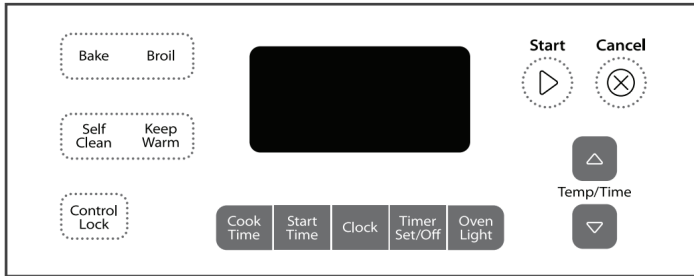 Bake Broil
Start Cancel
Self Clean
Keep Warm
Temp/Time
Control Lock
Cook Time
Start Time
Clock
Timer Set/Off
Oven Light